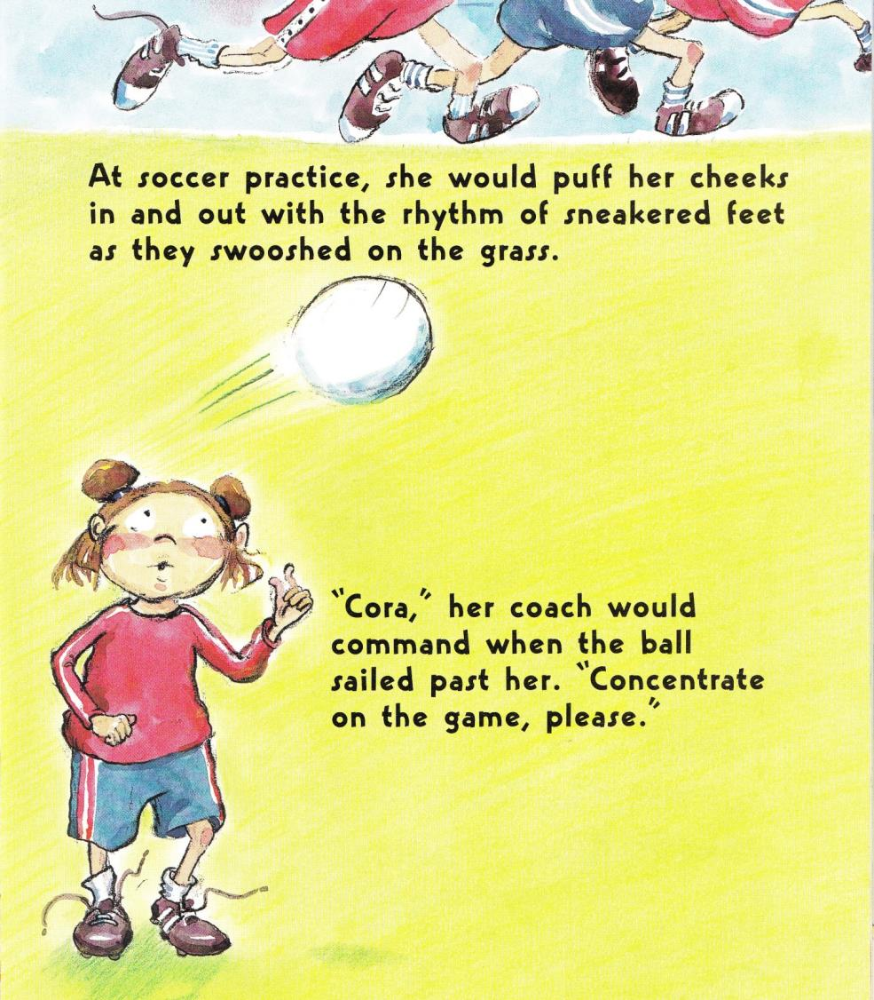 At soccer practice, she would puff her cheeks
in and out with the rhythm of sneakered feet
as they swooshed on the grass.
“Cora,” her coach would
command when the ball
sailed past her. “Concentrate
on the game, please.”